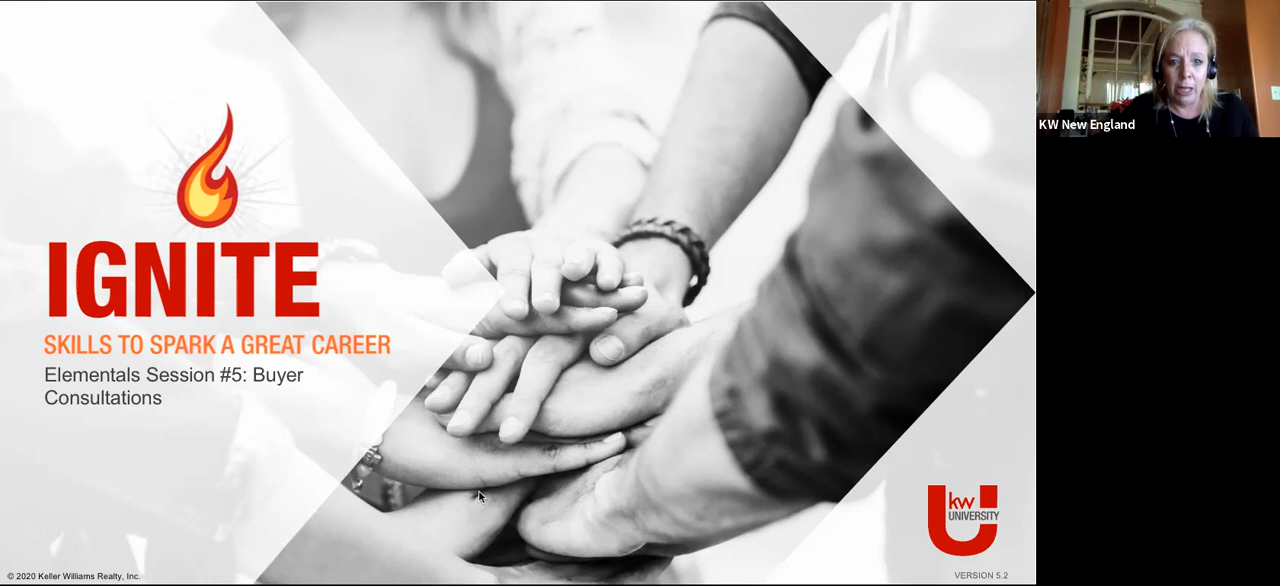 IGNITE
SKILLS TO SPARK A GREAT CAREER
Elementals Session #5: Buyer
Consultations
kw
UNIVERSITY
© 2020 Keller Williams Realty, Inc.
VERSION 5.2
KW New England